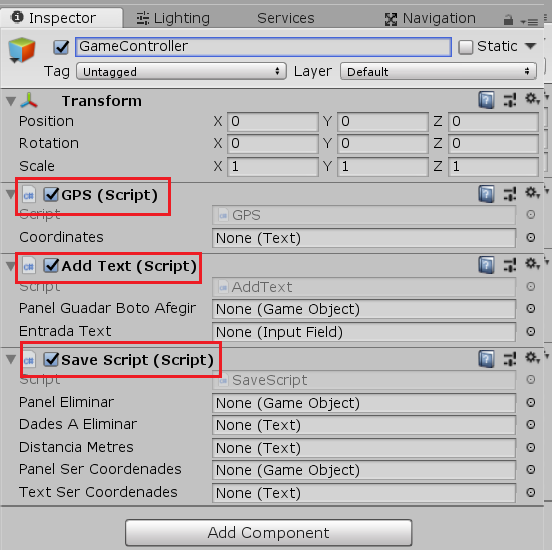 Inspector Lighting Services Navigation
GameController Static
Tag Untagged Layer Default
Transform
Position X 0 Y 0 Z 0
Rotation X 0 Y 0 Z 0
Scale X 1 Y 1 Z 1
c# GPS (Script)
Script c# GPS
Coordinates None (Text)
c# Add Text (Script)
Script c# AddText
Panel Guadar Boto Afegir None (Game Object)
Entrada Text None (Input Field)
c# Save Script (Script)
Script c# SaveScript
Panel Eliminar None (Game Object)
Dades A Eliminar None (Text)
Distancia Metres None (Text)
Panel Ser Coordenades None (Game Object)
Text Ser Coordenades None (Text)
Add Component